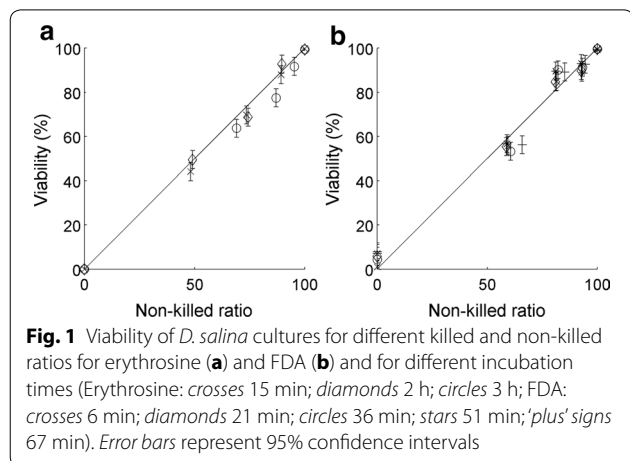 a
b
100
80
60
40
20
0
Viability (%)
0
50
100
Non-killed ratio
100
80
60
40
20
0
Viability (%)
0
50
100
Non-killed ratio
Fig. 1 Viability of D. salina cultures for different killed and non-killed
ratios for erythrosine (a) and FDA (b) and for different incubation
times (Erythrosine: crosses 15 min; diamonds 2 h; circles 3 h; FDA:
crosses 6 min; diamonds 21 min; circles 36 min; stars 51 min; ‘plus’ signs
67 min). Error bars represent 95% confidence intervals